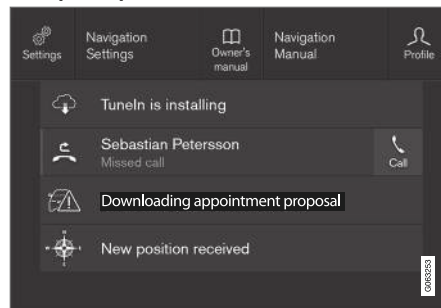 Settings
Navigation
Settings
Owner's
manual
Navigation
Manual
Profile
TuneIn is installing
Sebastian Petersson
Missed call
Call
Downloading appointment proposal
New position received
G063253